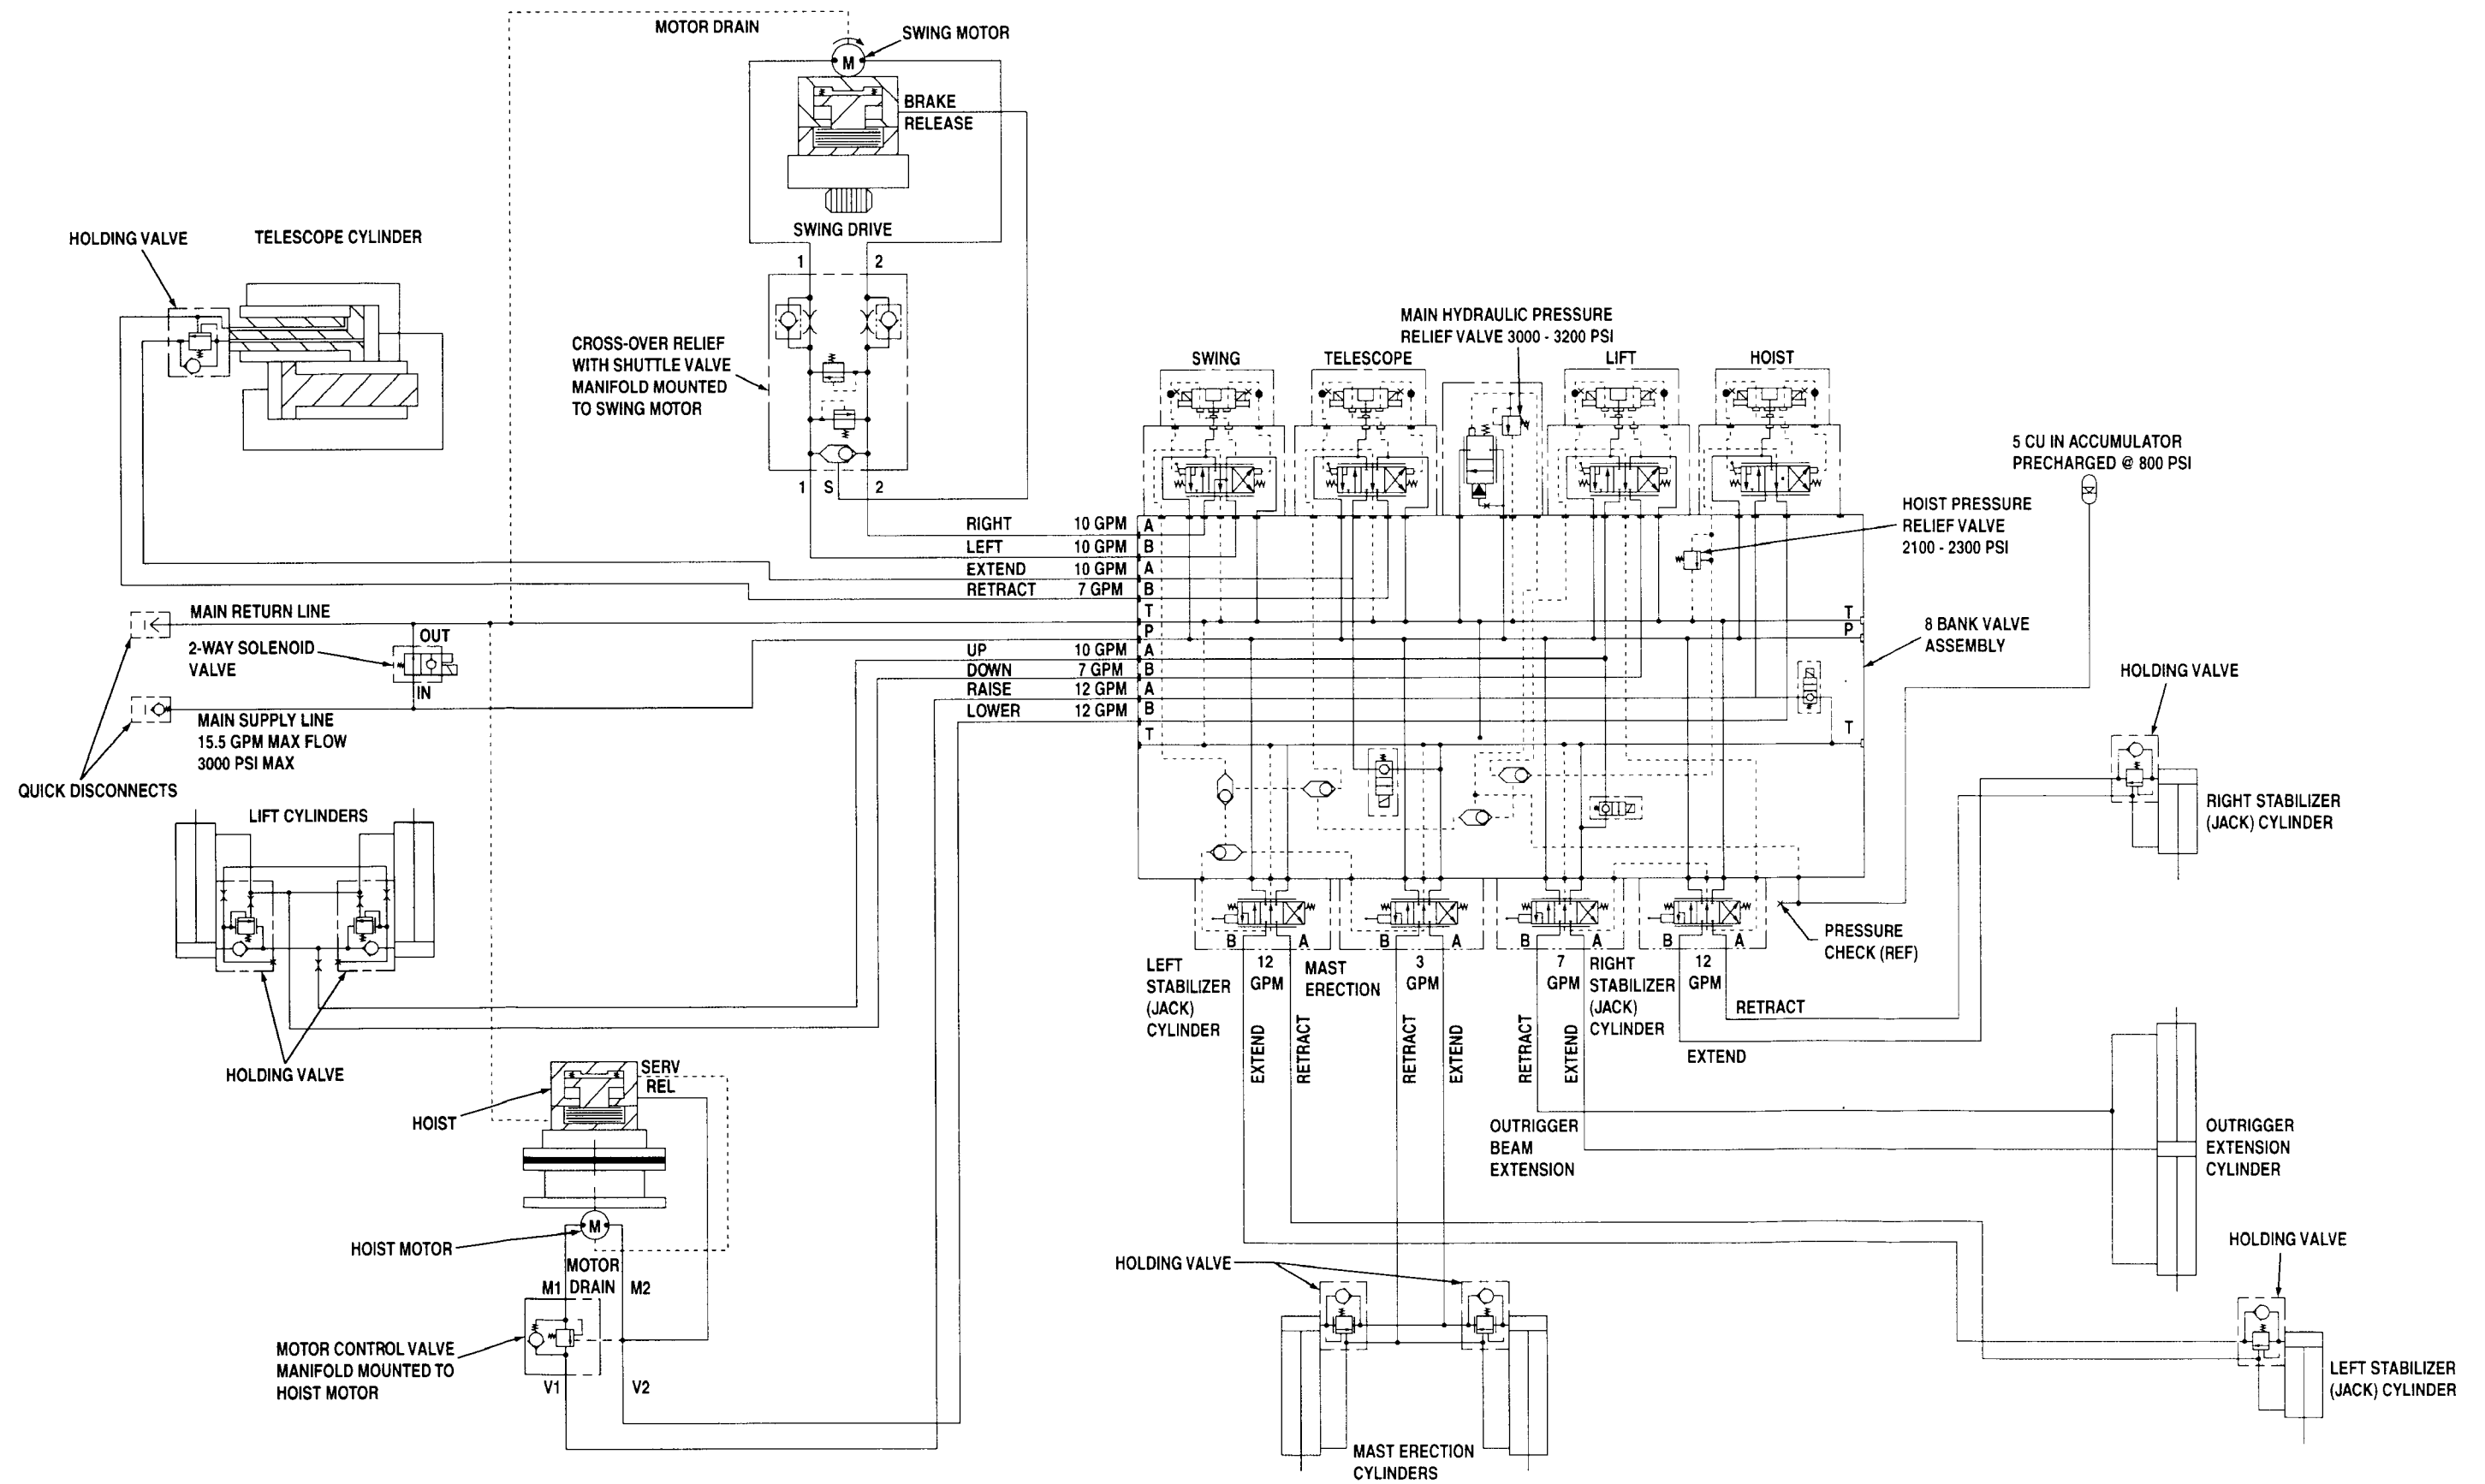 MOTOR DRAIN
SWING MOTOR
M
BRAKE
RELEASE
SWING DRIVE
1
2
HOLDING VALVE
TELESCOPE CYLINDER
CROSS-OVER RELIEF
WITH SHUTTLE VALVE
MANIFOLD MOUNTED
TO SWING MOTOR
1
S
2
MAIN HYDRAULIC PRESSURE
RELIEF VALVE 3000 - 3200 PSI
SWING
TELESCOPE
LIFT
HOIST
5 CU IN ACCUMULATOR
PRECHARGED @ 800 PSI
HOIST PRESSURE
RELIEF VALVE
2100 - 2300 PSI
RIGHT 10 GPM A
LEFT 10 GPM B
EXTEND 10 GPM A
RETRACT 7 GPM B
T
P
UP 10 GPM A
DOWN 7 GPM B
RAISE 12 GPM A
LOWER 12 GPM B
T
T
P
T
8 BANK VALVE
ASSEMBLY
MAIN RETURN LINE
OUT
2-WAY SOLENOID
VALVE
IN
MAIN SUPPLY LINE
15.5 GPM MAX FLOW
3000 PSI MAX
QUICK DISCONNECTS
LIFT CYLINDERS
HOLDING VALVE
HOLDING VALVE
RIGHT STABILIZER
(JACK) CYLINDER
PRESSURE
CHECK (REF)
B A
B A
B A
B A
LEFT
STABILIZER
(JACK)
CYLINDER
12
GPM
MAST
ERECTION
3
GPM
7
GPM
RIGHT
STABILIZER
(JACK)
CYLINDER
12
GPM
EXTEND
RETRACT
RETRACT
EXTEND
RETRACT
EXTEND
RETRACT
EXTEND
OUTRIGGER
BEAM
EXTENSION
OUTRIGGER
EXTENSION
CYLINDER
SERV
REL
HOIST
M
HOIST MOTOR
MOTOR
DRAIN
M1
M2
MOTOR CONTROL VALVE
MANIFOLD MOUNTED TO
HOIST MOTOR
V1
V2
HOLDING VALVE
MAST ERECTION
CYLINDERS
HOLDING VALVE
LEFT STABILIZER
(JACK) CYLINDER